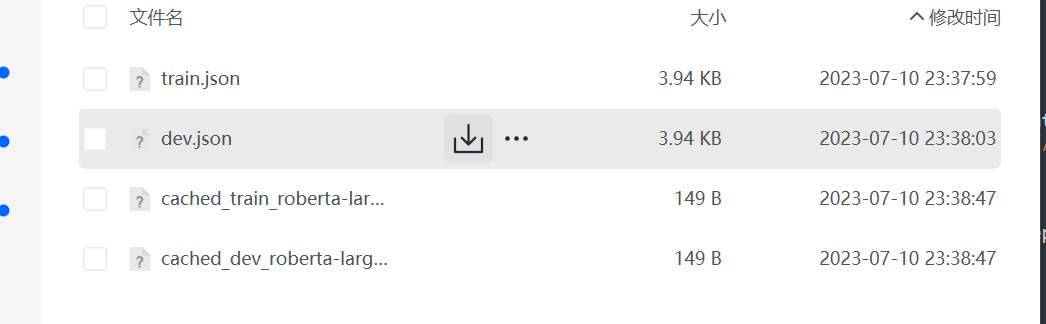 文件名 大小 修改时间
train.json 3.94 KB 2023-07-10 23:37:59
dev.json 3.94 KB 2023-07-10 23:38:03
cached_train_roberta-lar... 149 B 2023-07-10 23:38:47
cached_dev_roberta-larg... 149 B 2023-07-10 23:38:47